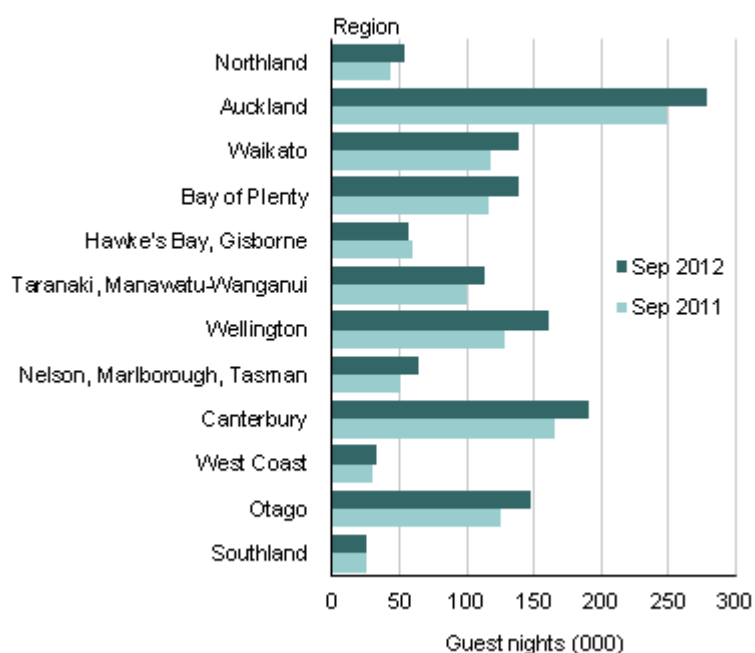 Region
Northland
Auckland
Waikato
Bay of Plenty
Hawke's Bay, Gisborne
Taranaki, Manawatu-Wanganui
Wellington
Nelson, Marlborough, Tasman
Canterbury
West Coast
Otago
Southland
Sep 2012
Sep 2011
0 50 100 150 200 250 300
Guest nights (000)